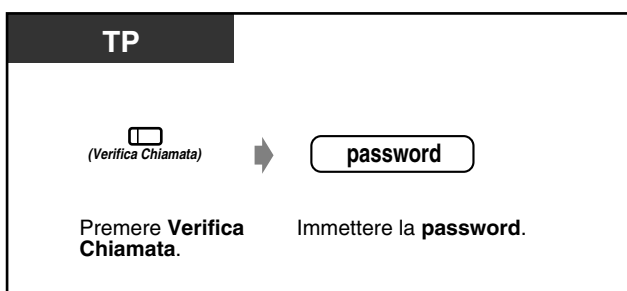 TP
(Verifica Chiamata)
password
Premere Verifica
Chiamata.
Immettere la password.